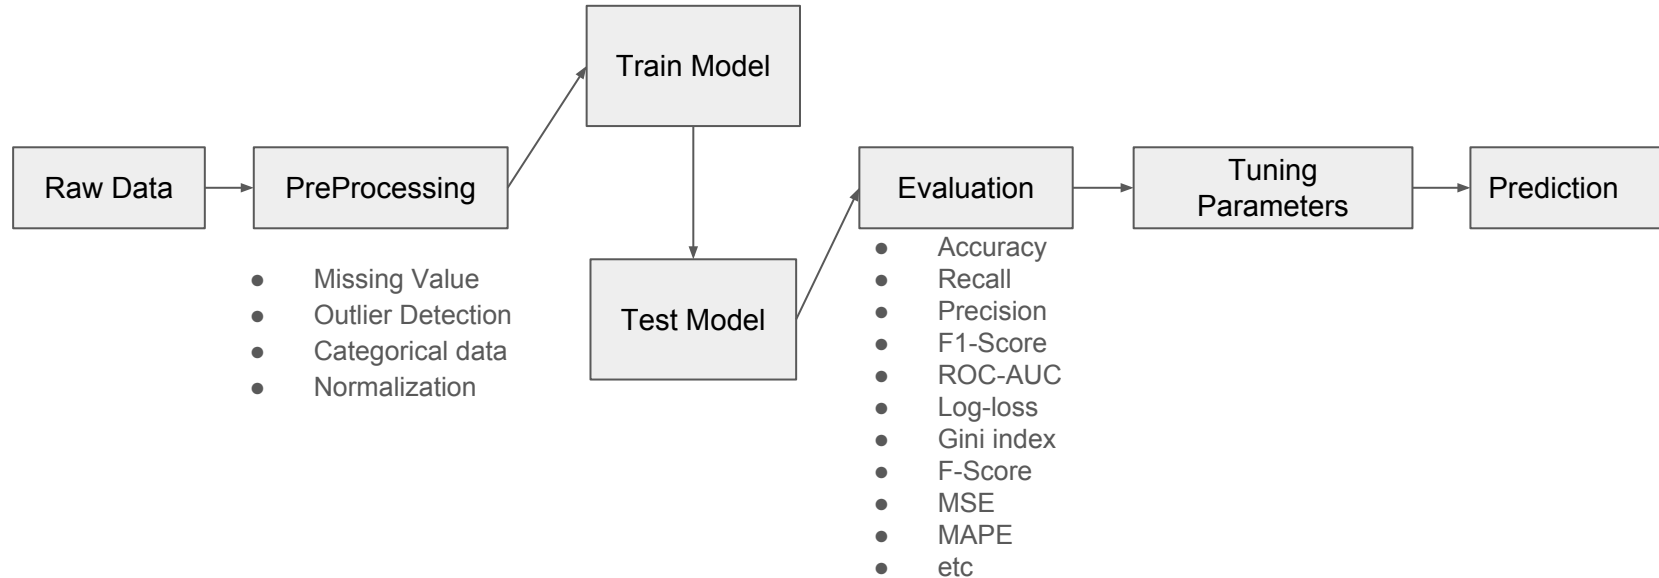 Raw Data
PreProcessing
● Missing Value
● Outlier Detection
● Categorical data
● Normalization
Train Model
Test Model
Evaluation
● Accuracy
● Recall
● Precision
● F1-Score
● ROC-AUC
● Log-loss
● Gini index
● F-Score
● MSE
● MAPE
● etc
Tuning
Parameters
Prediction